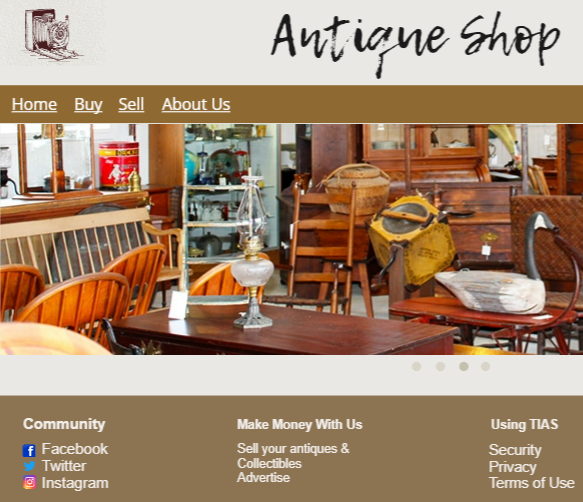 Antique Shop
Home Buy Sell About Us
Community
Facebook
Twitter
Instagram
Make Money With Us
Sell your antiques &
Collectibles
Advertise
Using TIAS
Security
Privacy
Terms of Use